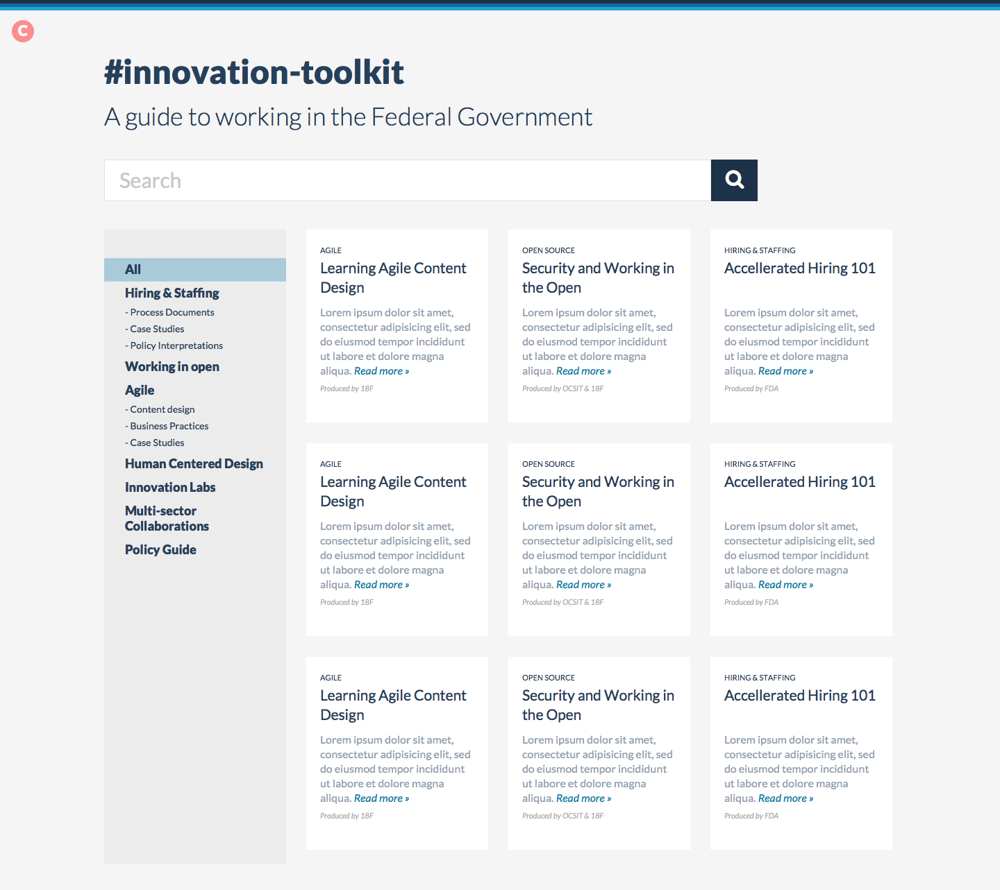 C
#innovation-toolkit
A guide to working in the Federal Government
Search
All
Hiring & Staffing
- Process Documents
- Case Studies
- Policy Interpretations
Working in open
Agile
- Content design
- Business Practices
- Case Studies
Human Centered Design
Innovation Labs
Multi-sector
Collaborations
Policy Guide
AGILE
Learning Agile Content
Design
Lorem ipsum dolor sit amet,
consectetur adipisicing elit, sed
do eiusmod tempor incididunt
ut labore et dolore magna
aliqua. Read more »
Produced by 18F
OPEN SOURCE
Security and Working in
the Open
Lorem ipsum dolor sit amet,
consectetur adipisicing elit, sed
do eiusmod tempor incididunt
ut labore et dolore magna
aliqua. Read more »
Produced by OCSIT & 18F
HIRING & STAFFING
Accellerated Hiring 101
Lorem ipsum dolor sit amet,
consectetur adipisicing elit, sed
do eiusmod tempor incididunt
ut labore et dolore magna
aliqua. Read more »
Produced by FDA
AGILE
Learning Agile Content
Design
Lorem ipsum dolor sit amet,
consectetur adipisicing elit, sed
do eiusmod tempor incididunt
ut labore et dolore magna
aliqua. Read more »
Produced by 18F
OPEN SOURCE
Security and Working in
the Open
Lorem ipsum dolor sit amet,
consectetur adipisicing elit, sed
do eiusmod tempor incididunt
ut labore et dolore magna
aliqua. Read more »
Produced by OCSIT & 18F
HIRING & STAFFING
Accellerated Hiring 101
Lorem ipsum dolor sit amet,
consectetur adipisicing elit, sed
do eiusmod tempor incididunt
ut labore et dolore magna
aliqua. Read more »
Produced by FDA
AGILE
Learning Agile Content
Design
Lorem ipsum dolor sit amet,
consectetur adipisicing elit, sed
do eiusmod tempor incididunt
ut labore et dolore magna
aliqua. Read more »
Produced by 18F
OPEN SOURCE
Security and Working in
the Open
Lorem ipsum dolor sit amet,
consectetur adipisicing elit, sed
do eiusmod tempor incididunt
ut labore et dolore magna
aliqua. Read more »
Produced by OCSIT & 18F
HIRING & STAFFING
Accellerated Hiring 101
Lorem ipsum dolor sit amet,
consectetur adipisicing elit, sed
do eiusmod tempor incididunt
ut labore et dolore magna
aliqua. Read more »
Produced by FDA